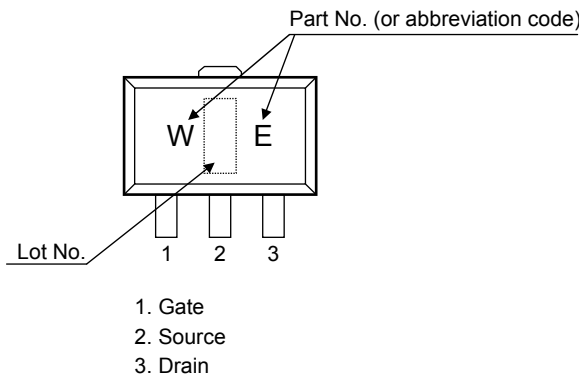 Part No. (or abbreviation code)
W E
Lot No.
1 2 3
1. Gate
2. Source
3. Drain